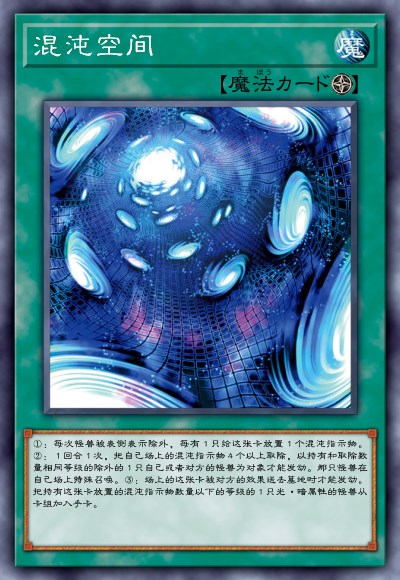 混沌空间
魔
【魔法カード】
まほう
①：每次怪兽被表侧表示除外，每有1只给这张卡放置1个混沌指示物。
②：1回合1次，把自己场上的混沌指示物4个以上取除，以持有和取除数
量相同等级的除外的1只自己或者对方的怪兽为对象才能发动。那只怪兽在
自己场上特殊召唤。③：场上的这张卡被对方的效果送去墓地时才能发动。
把持有这张卡放置的混沌指示物数量以下的等级的1只光・暗属性的怪兽从
卡组加入手卡。